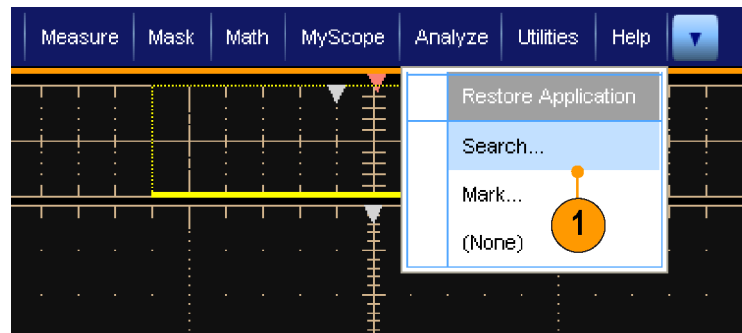 Measure Mask Math MyScope Analyze Utilities Help
Restore Application
Search...
Mark...
1
(None)